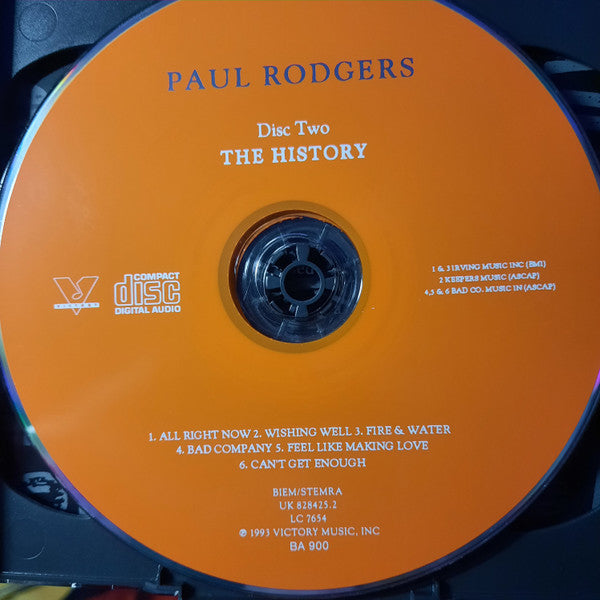 PAUL RODGERS
Disc Two
THE HISTORY
VICTORY
COMPACT
disc
DIGITAL AUDIO
1 & 3 IRVING MUSIC INC (BMI)
2 KEEPERS MUSIC (ASCAP)
4,5 & 6 BAD CO. MUSIC IN (ASCAP)
1. ALL RIGHT NOW 2. WISHING WELL 3. FIRE & WATER
4. BAD COMPANY 5. FEEL LIKE MAKING LOVE
6. CAN'T GET ENOUGH
BIEM/STEMRA
UK 828425.2
LC 7654
℗ 1993 VICTORY MUSIC, INC
BA 900